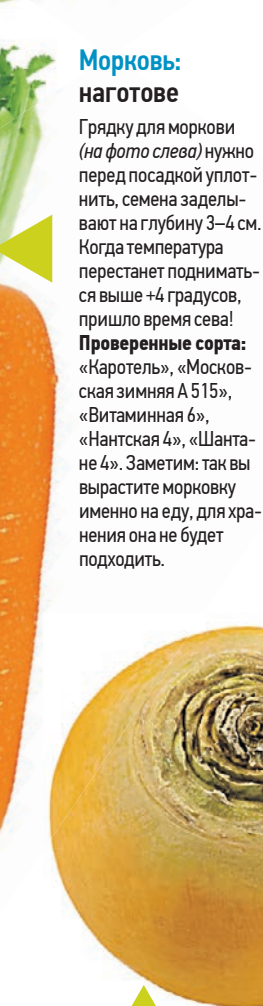 Морковь:
наготове
Грядку для моркови
(на фото слева) нужно
перед посадкой уплот-
нить, семена заделы-
вают на глубину 3–4 см.
Когда температура
перестанет поднимать-
ся выше +4 градусов,
пришло время сева!
Проверенные сорта:
«Каротель», «Москов-
ская зимняя А 515»,
«Витаминная 6»,
«Нантская 4», «Шанта-
не 4». Заметим: так вы
вырастите морковку
именно на еду, для хра-
нения она не будет
подходить.